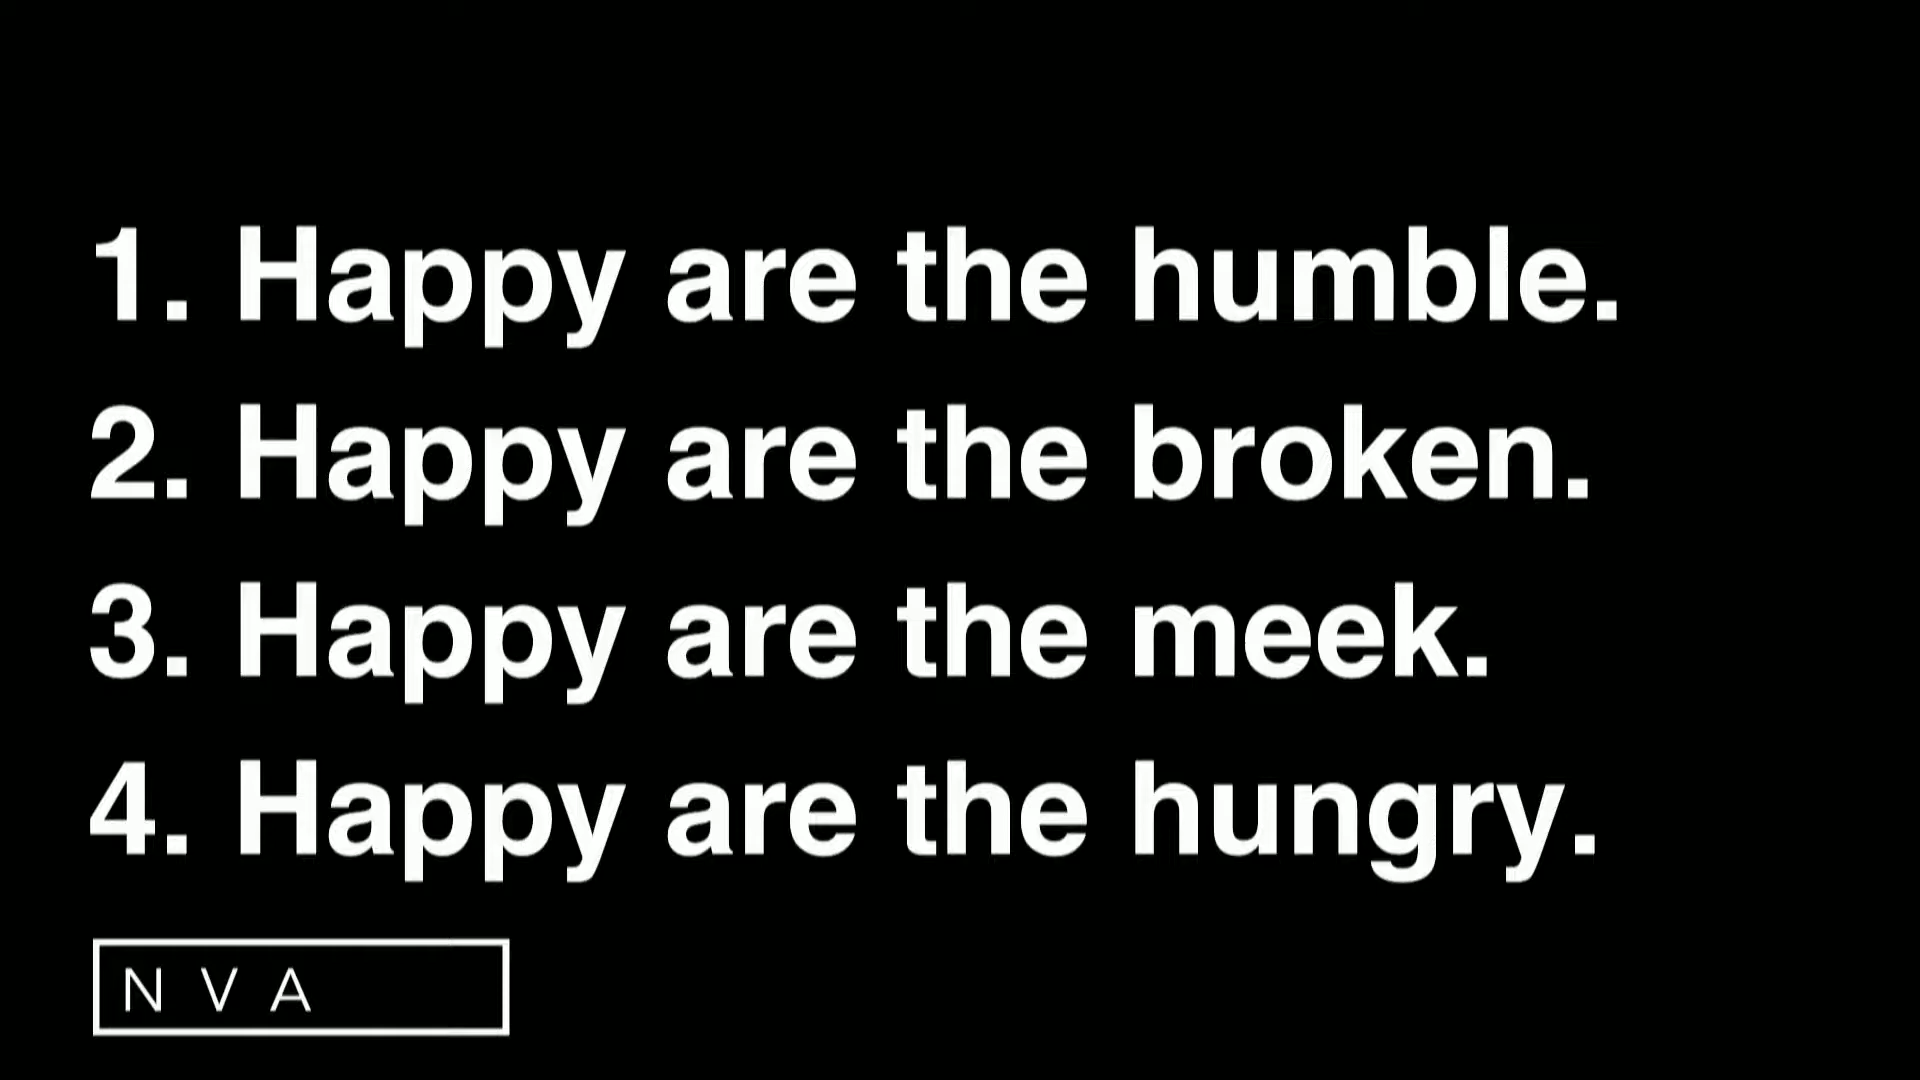 1. Happy are the humble.
2. Happy are the broken.
3. Happy are the meek.
4. Happy are the hungry.
N V A